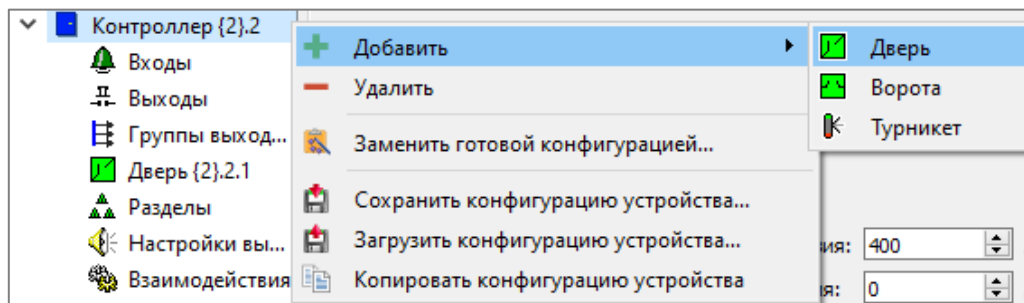 Контроллер {2}.2
Входы
Выходы
Группы выход...
Дверь {2}.2.1
Разделы
Настройки вы...
Взаимодействия
Добавить
Удалить
Заменить готовой конфигурацией...
Сохранить конфигурацию устройства...
Загрузить конфигурацию устройства...
Копировать конфигурацию устройства
Дверь
Ворота
Турникет
ия: 400
ия: 0